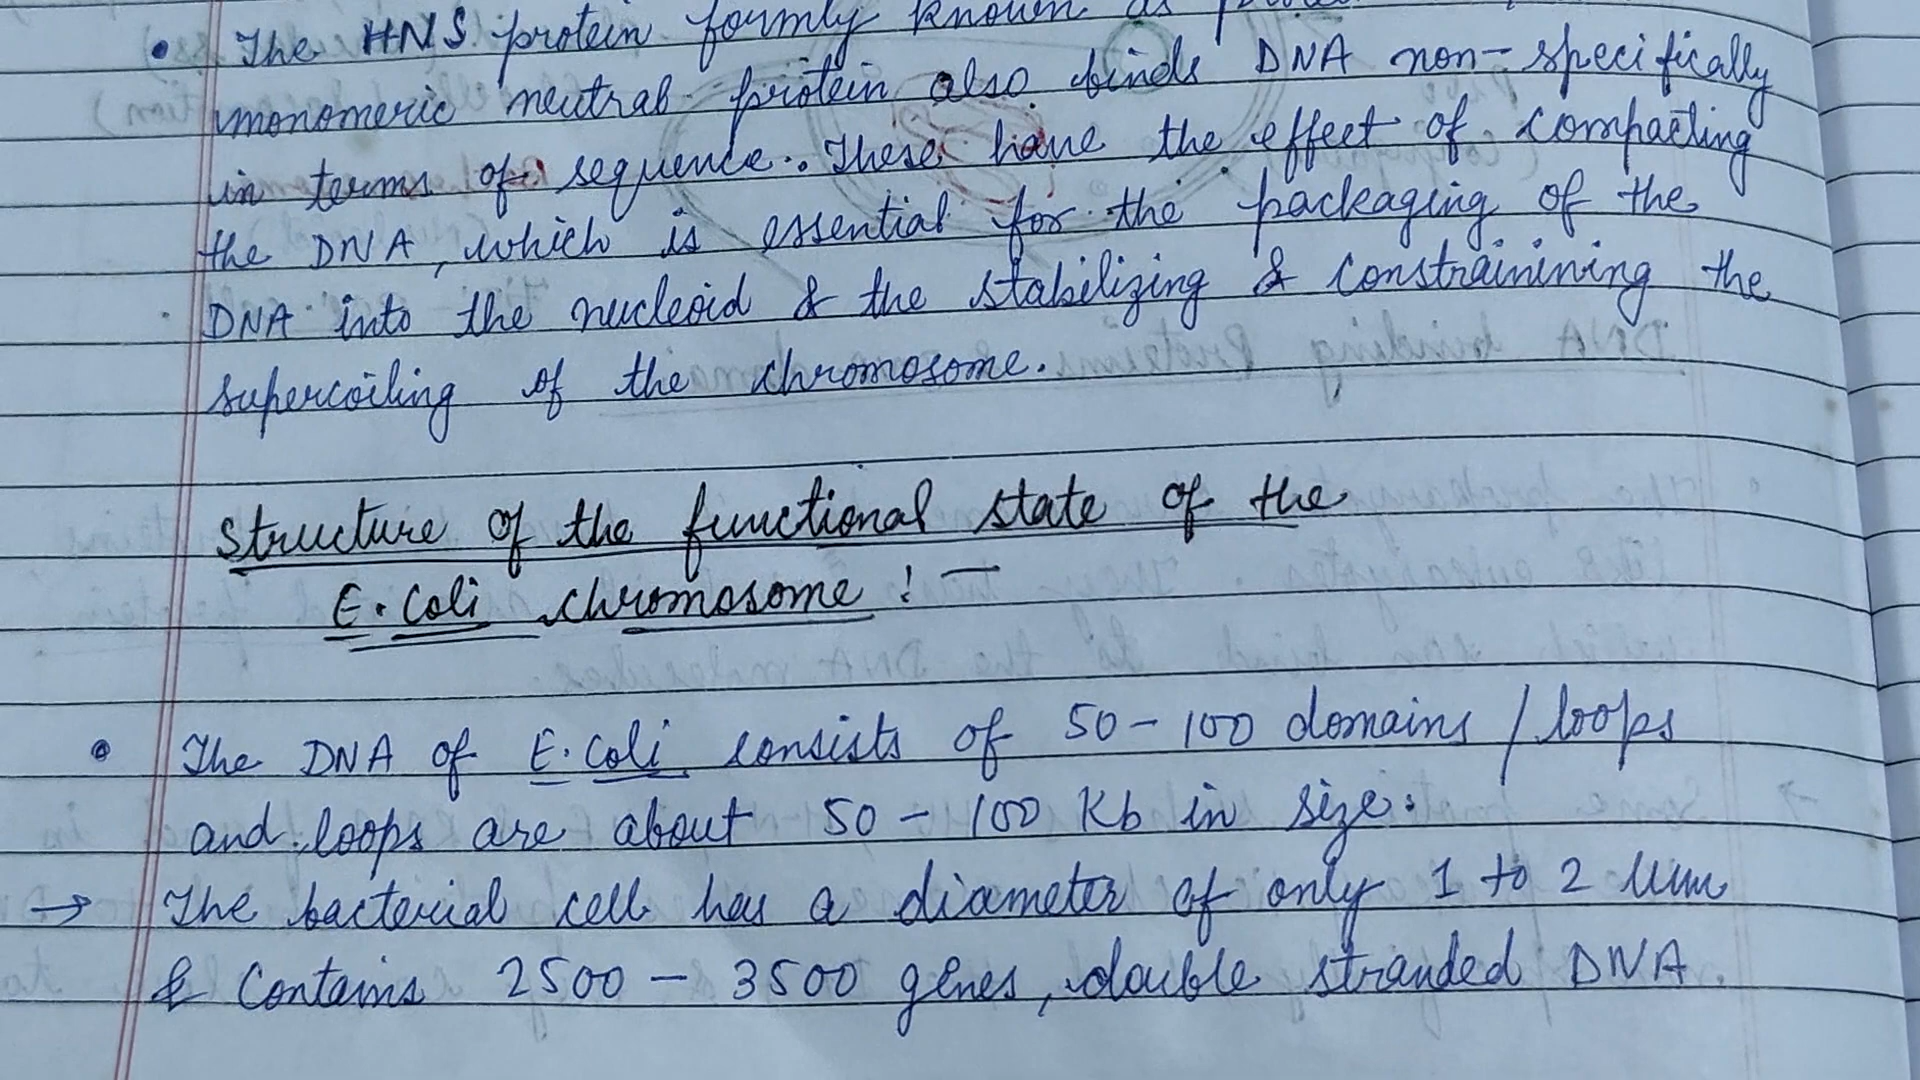 • The HNS protein formly known as
monomeric neutral protein also binds DNA non-specifically
in terms of sequence. These have the effect of compacting
the DNA, which is essential for the packaging of the
DNA into the nucleoid & the stabilizing & constrainining the
supercoiling of the chromosome.
Structure of the functional state of the
E. Coli chromosome :-
• The DNA of E. Coli consists of 50-100 domains / loops
and loops are about 50-100 Kb in size.
→ The bacterial cell has a diameter of only 1 to 2 μm
& Contains 2500-3500 genes, double stranded DNA.